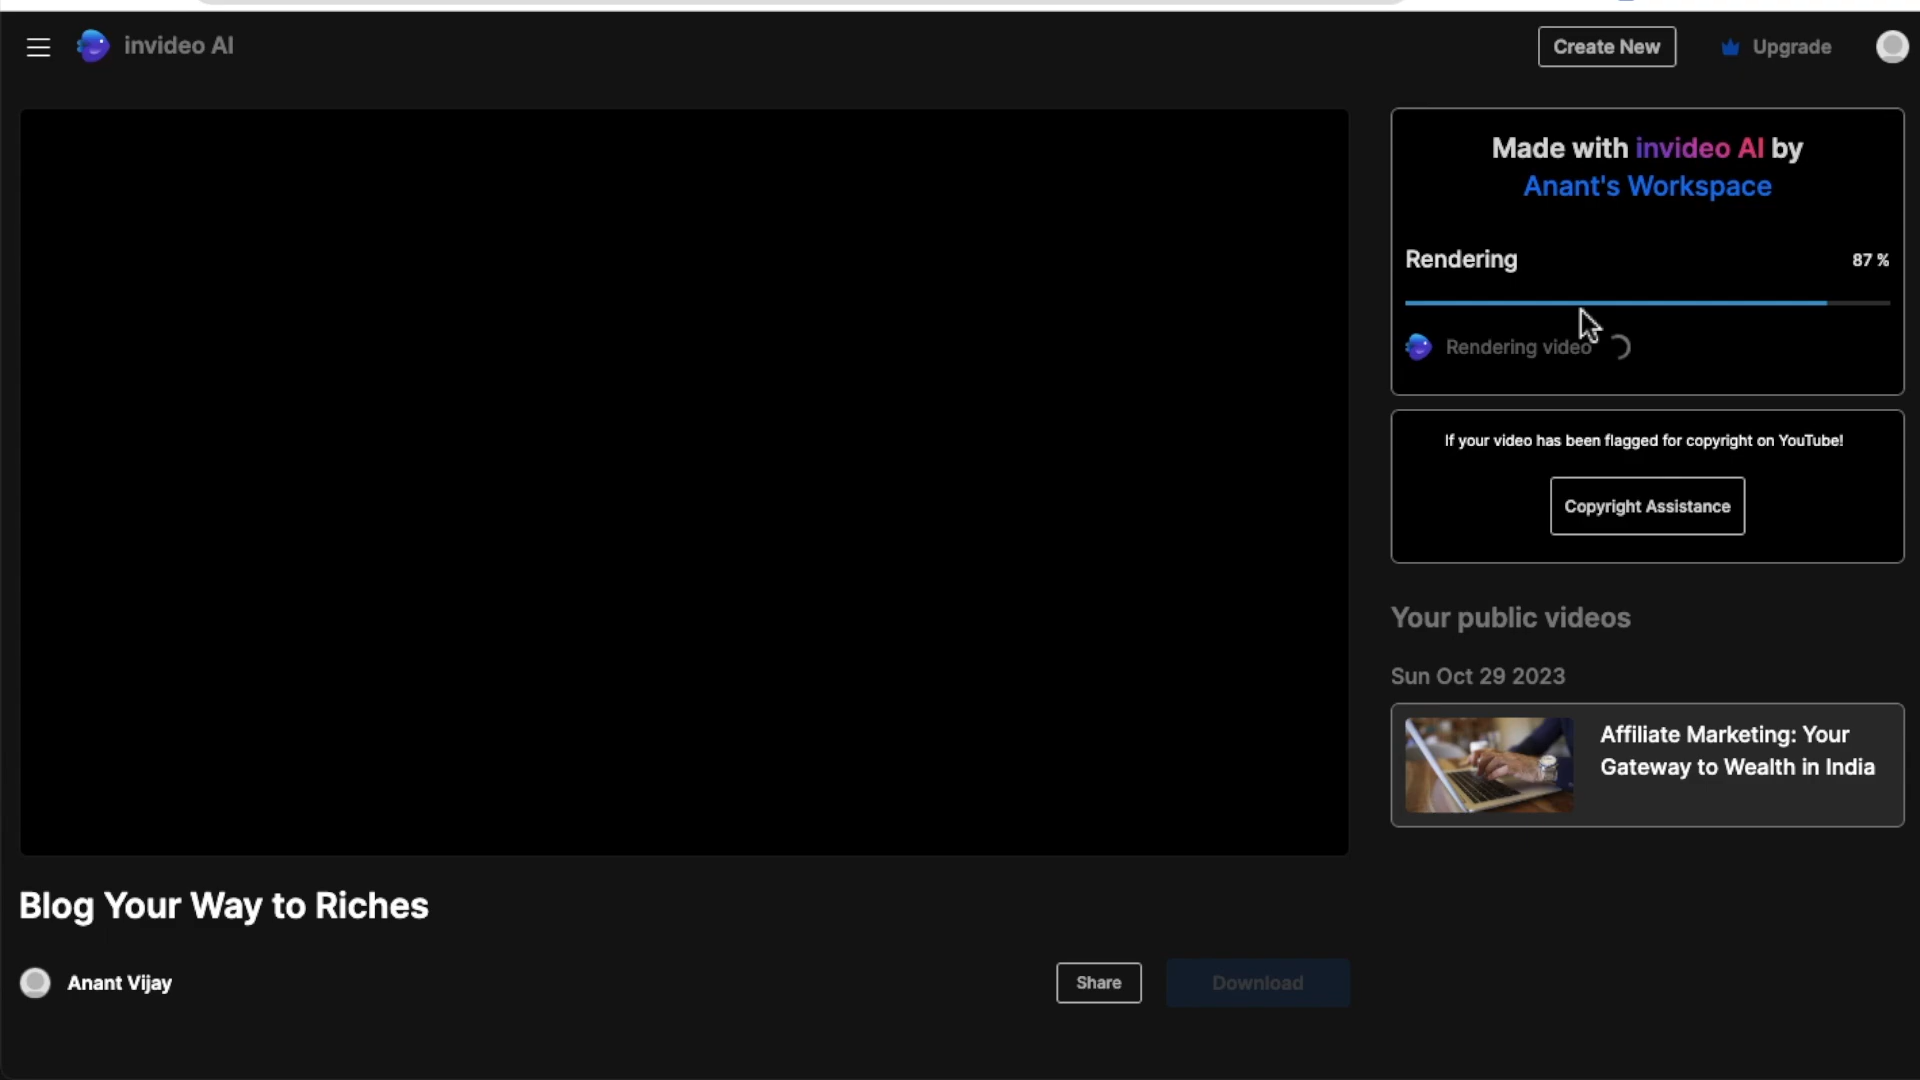 invideo AI
Create New
Upgrade
Made with invideo AI by
Anant's Workspace
Rendering
87 %
Rendering video
If your video has been flagged for copyright on YouTube!
Copyright Assistance
Your public videos
Sun Oct 29 2023
Affiliate Marketing: Your
Gateway to Wealth in India
Blog Your Way to Riches
Anant Vijay
Share
Download